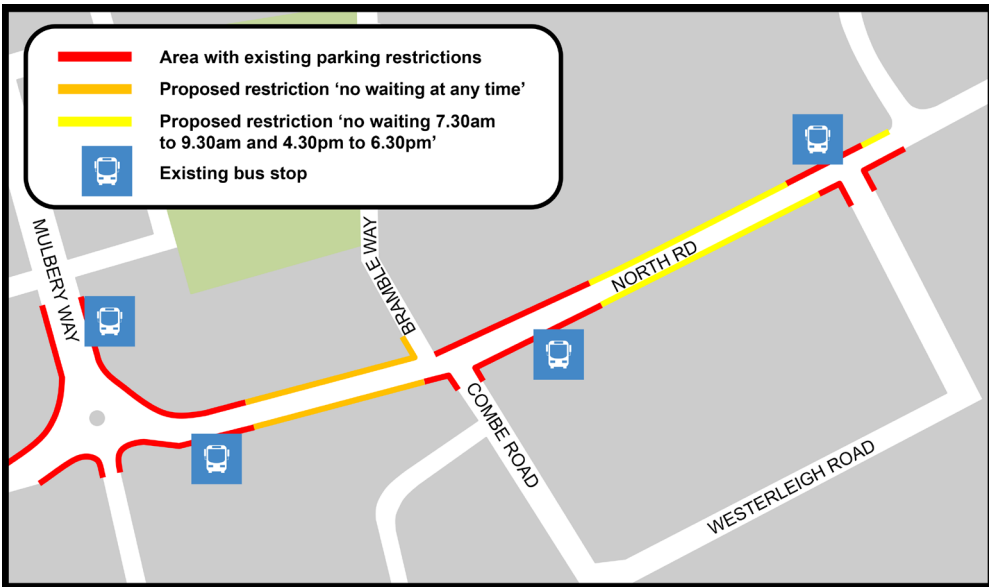 Area with existing parking restrictions
Proposed restriction ‘no waiting at any time’
Proposed restriction ‘no waiting 7.30am
to 9.30am and 4.30pm to 6.30pm’
Existing bus stop
MULBERY WAY
BRAMBLE WAY
NORTH RD
COMBE ROAD
WESTERLEIGH ROAD